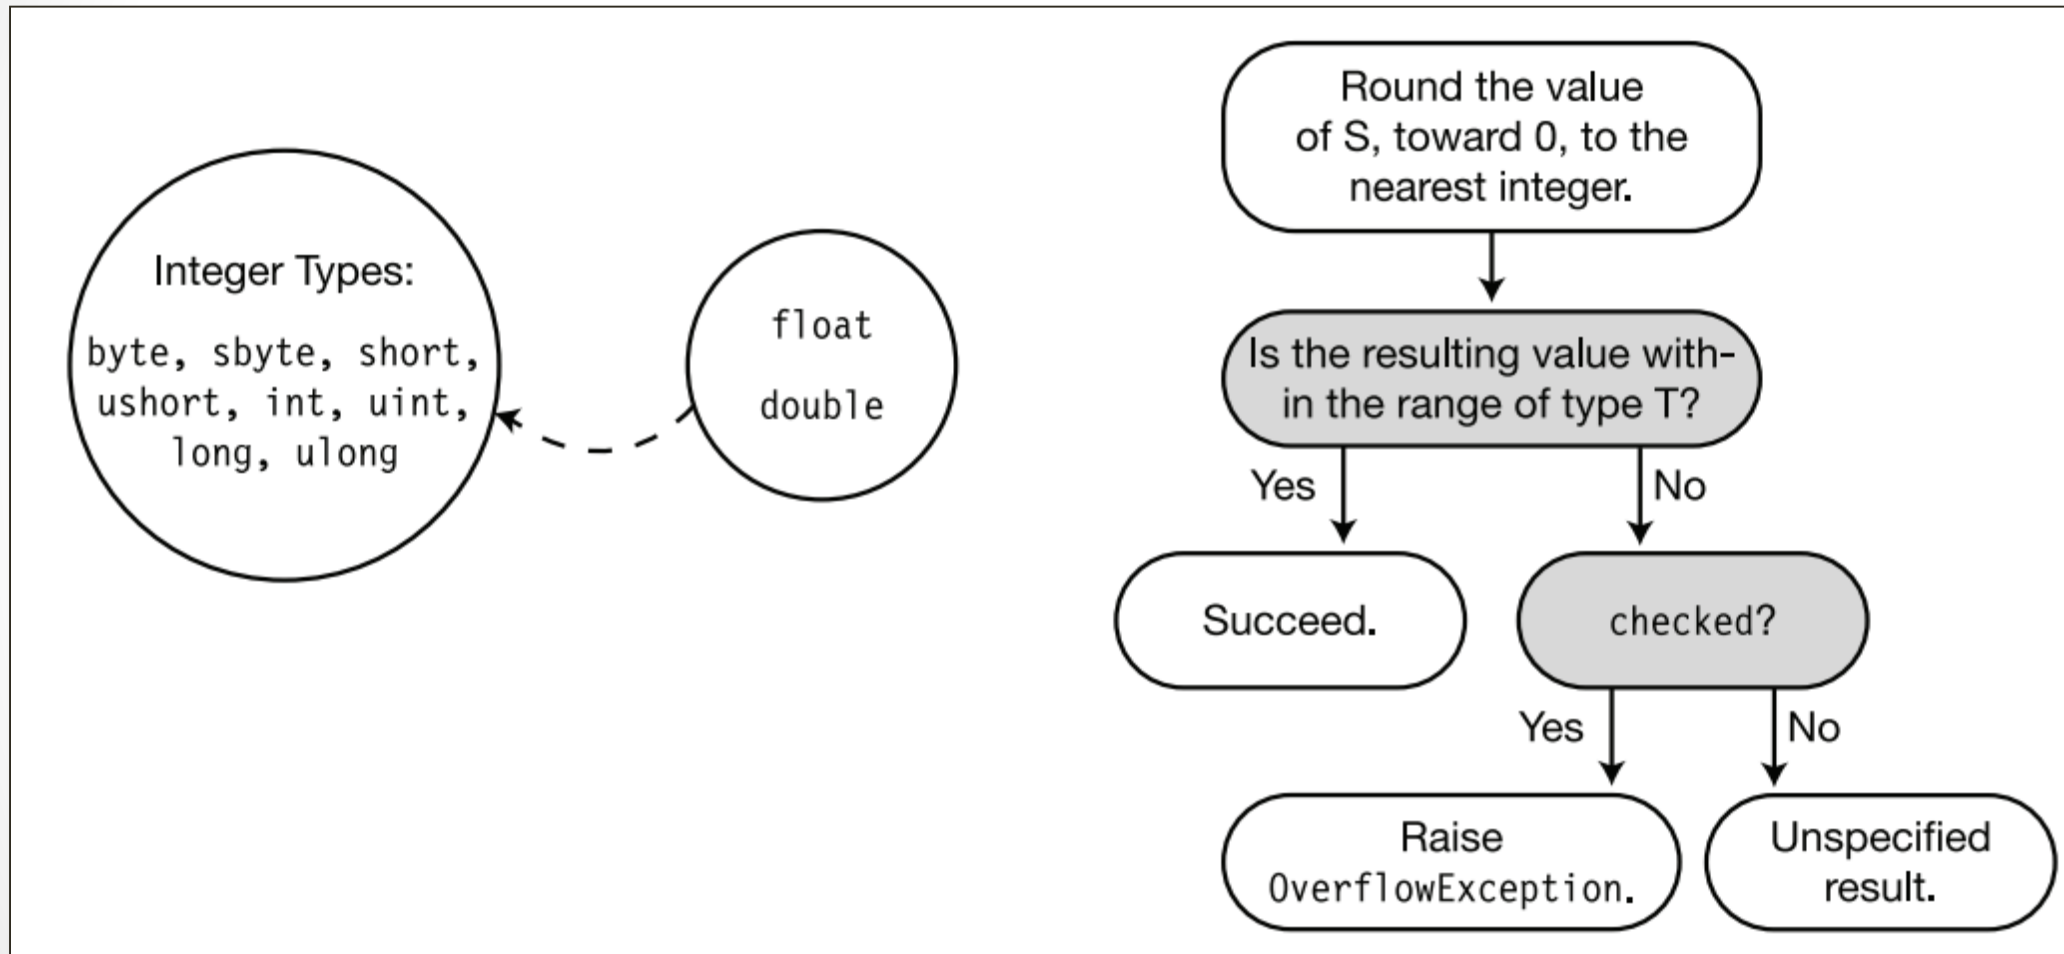 Integer Types:
byte, sbyte, short,
ushort, int, uint,
long, ulong
float
double
Round the value
of S, toward 0, to the
nearest integer.
Is the resulting value with-
in the range of type T?
Yes
No
Succeed.
checked?
Yes
No
Raise
OverflowException.
Unspecified
result.